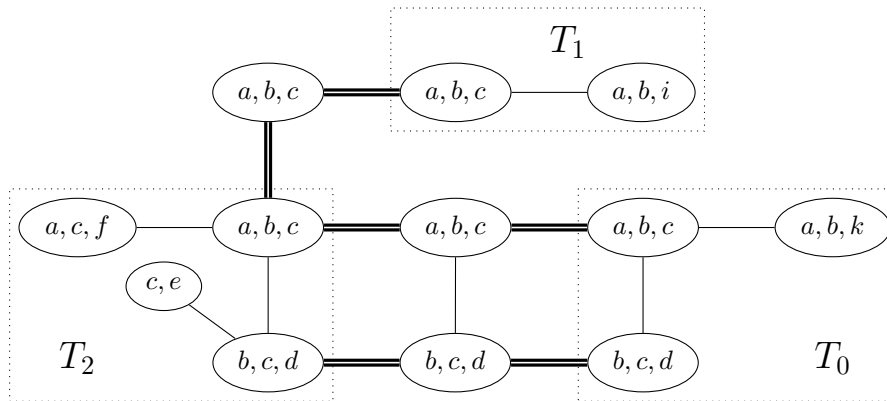 T₁
a, b, c a, b, c a, b, i
a, c, f a, b, c a, b, c a, b, c a, b, k
c, e
T₂ b, c, d b, c, d b, c, d T₀